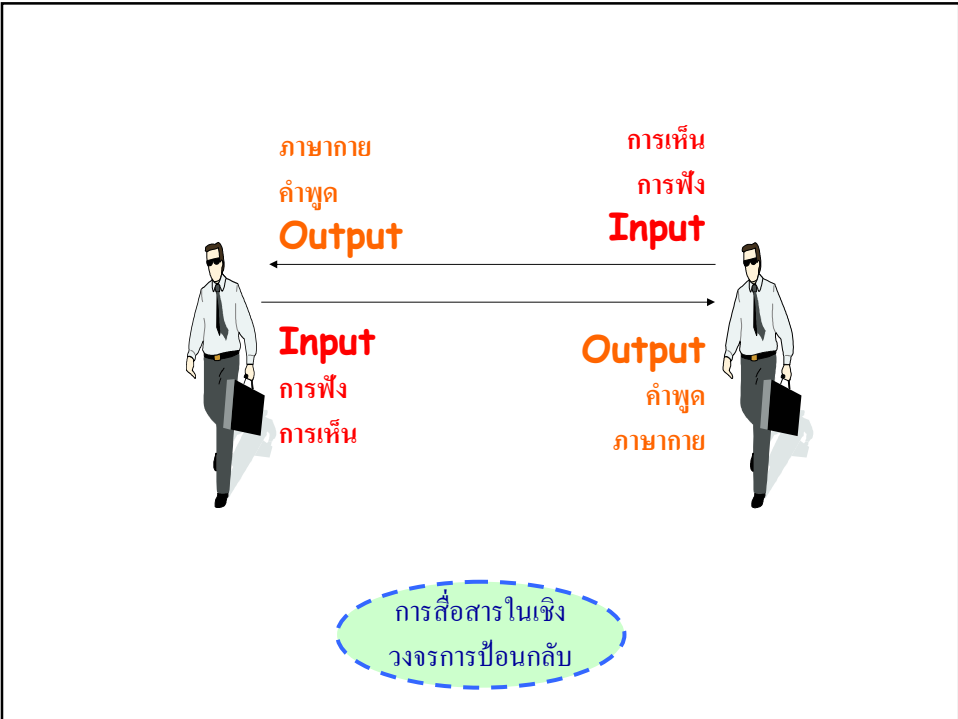 ภาษากาย
คำพูด
Output
การเห็น
การฟัง
Input
Input
การฟัง
การเห็น
Output
คำพูด
ภาษากาย
การสื่อสารในเชิง
วงจรการป้อนกลับ